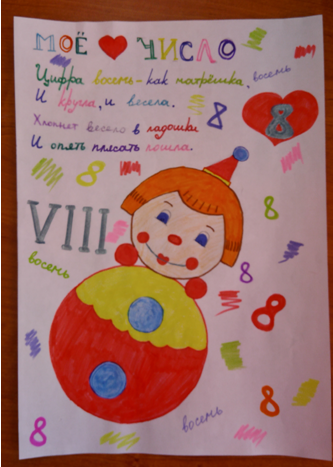 МОЁ ❤ ЧИСЛО
Цифра восемь - как матрёшка,
И кругла, и весела.
Хлопнет весело в ладошки
И опять плясать пошла.
восемь
8
8
8
VIII
8
восемь
8
8
8
8
восемь